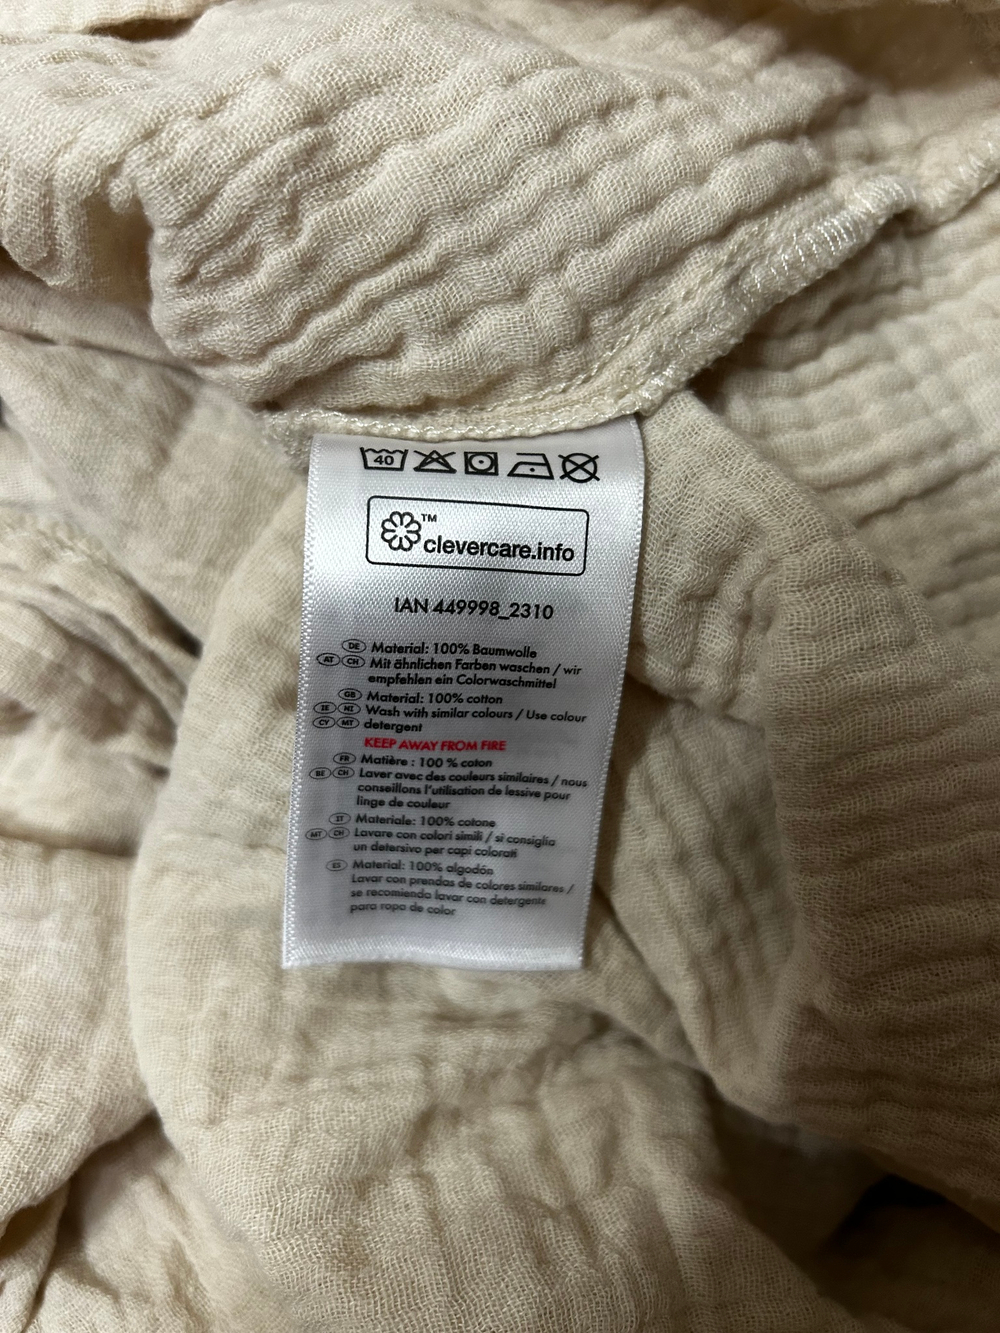 40
™
clevercare.info
IAN 449998_2310
DE Material: 100% Baumwolle
AT CH Mit ähnlichen Farben waschen / wir
empfehlen ein Colorwaschmittel
GB Material: 100% cotton
IE NI Wash with similar colours / Use colour
CY MT detergent
KEEP AWAY FROM FIRE
FR Matière : 100 % coton
BE CH Laver avec des couleurs similaires / nous
conseillons l'utilisation de lessive pour
linge de couleur
IT Materiale: 100% cotone
MT CH Lavare con colori simili / si consiglia
un detersivo per capi colorati
ES Material: 100% algodón
Lavar con prendas de colores similares /
se recomienda lavar con detergente
para ropa de color